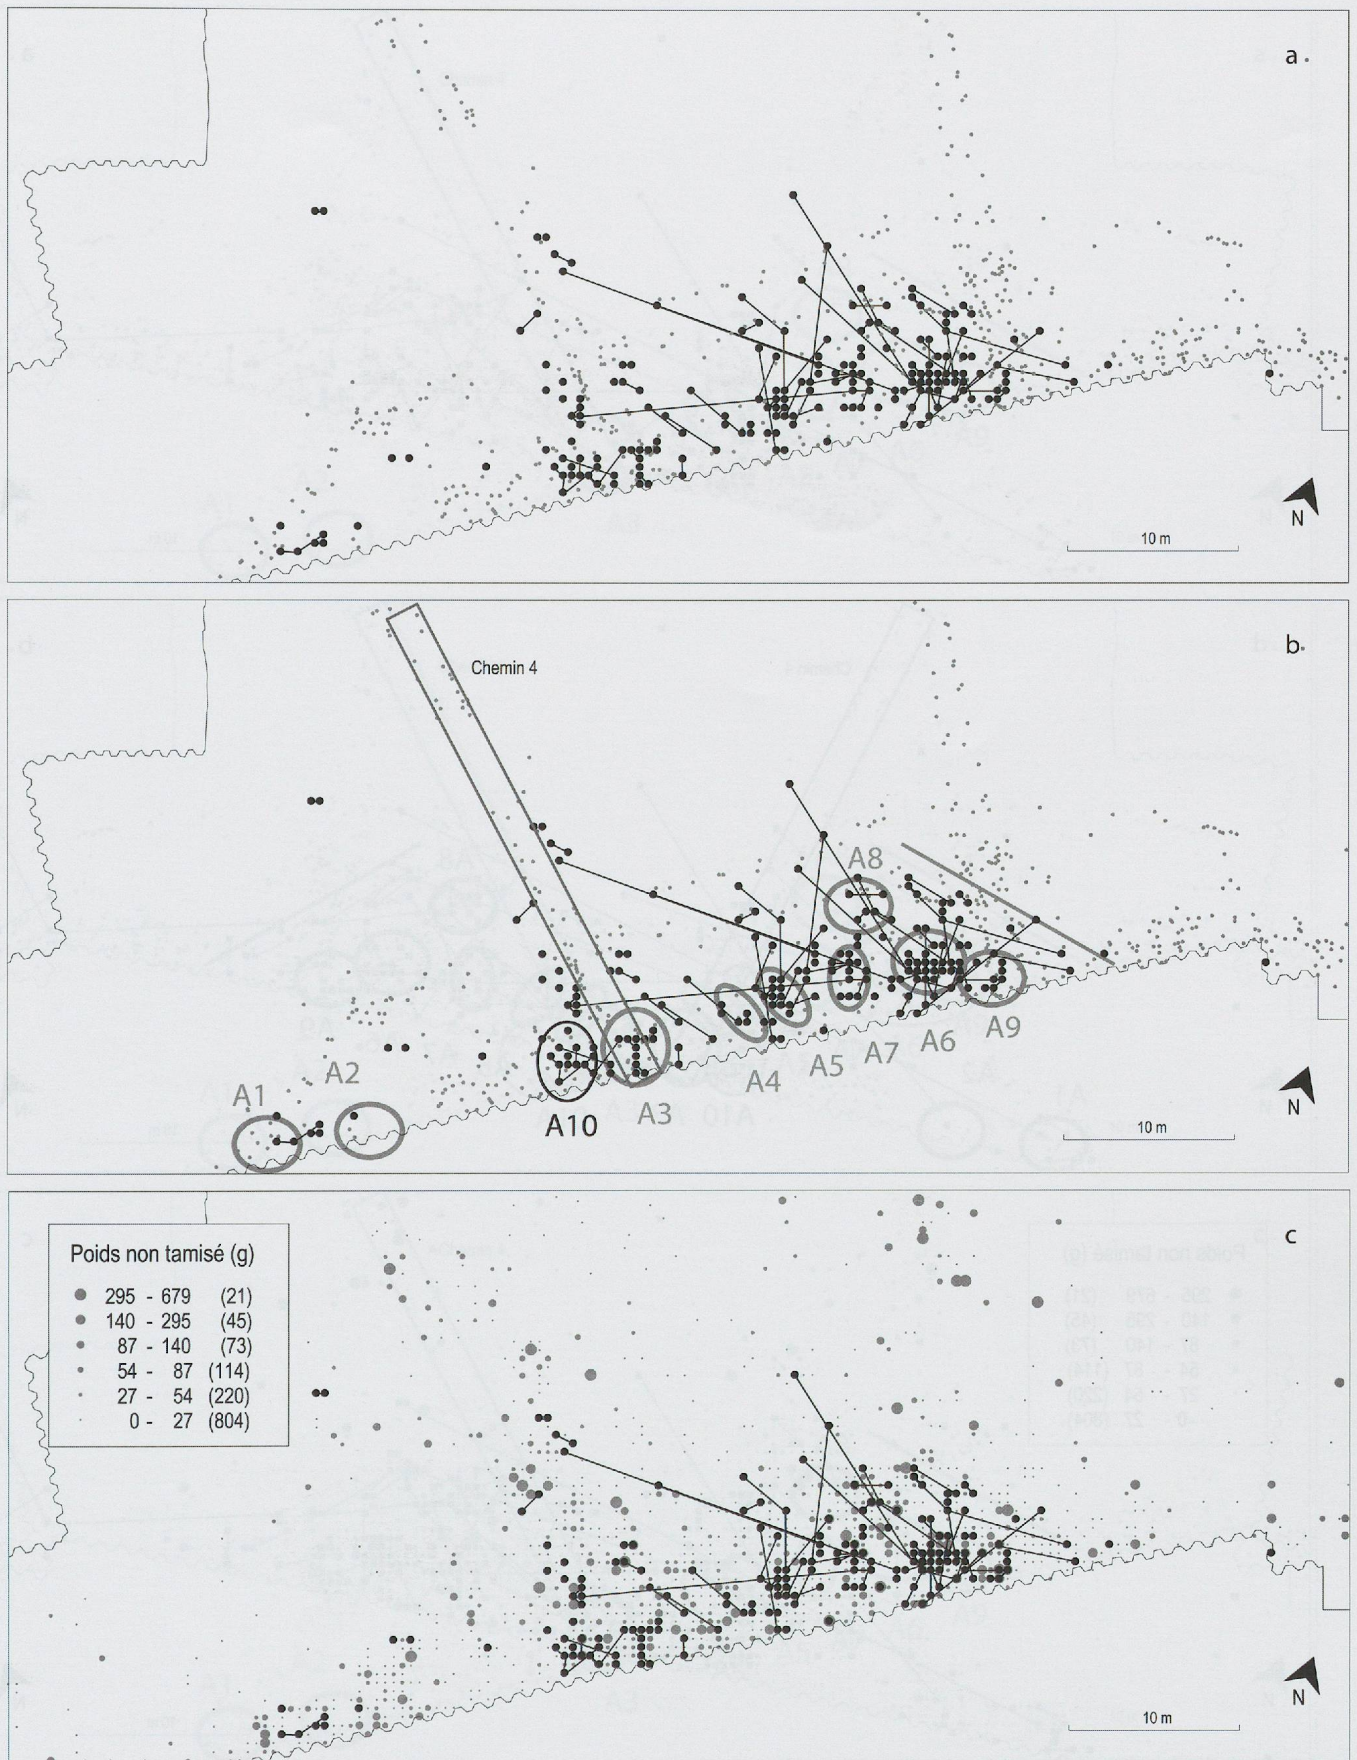 a.
N
10 m
b.
Chemin 4
A8
A1
A2
A10
A3
A4
A5
A7
A6
A9
N
10 m
c
Poids non tamisé (g)
295 - 679 (21)
140 - 295 (45)
87 - 140 (73)
54 - 87 (114)
27 - 54 (220)
0 - 27 (804)
N
10 m